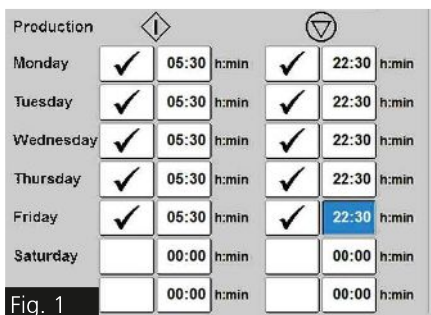 Production
Monday 05:30 h:min 22:30 h:min
Tuesday 05:30 h:min 22:30 h:min
Wednesday 05:30 h:min 22:30 h:min
Thursday 05:30 h:min 22:30 h:min
Friday 05:30 h:min 22:30 h:min
Saturday 00:00 h:min 00:00 h:min
00:00 h:min 00:00 h:min
Fig. 1